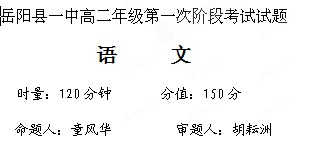 岳阳县一中高二年级第一次阶段考试试题
语 文
时量：120分钟 分值：150分
命题人：童风华 审题人：胡耘洲